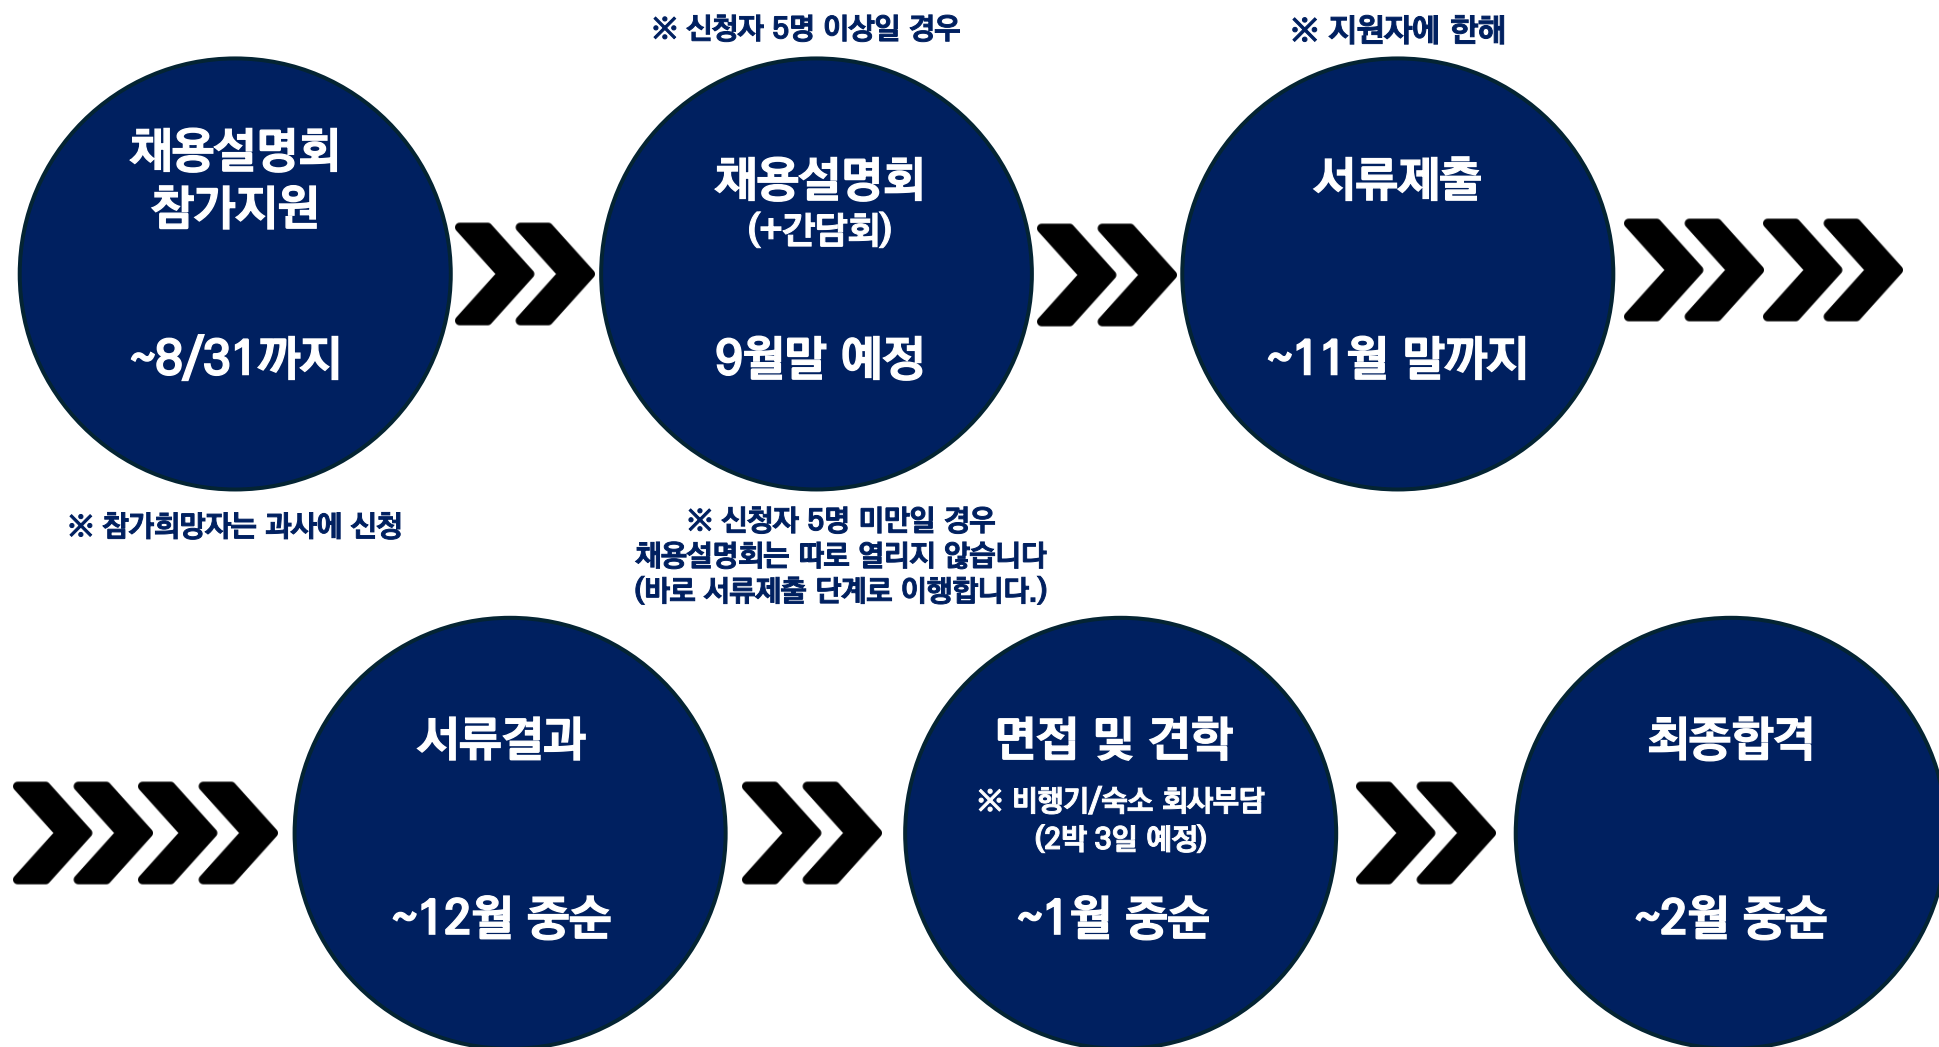 ※ 신청자 5명 이상일 경우
※ 지원자에 한해
채용설명회
참가지원
~8/31까지
채용설명회
(+간담회)
9월말 예정
서류제출
~11월 말까지
※ 참가희망자는 과사에 신청
※ 신청자 5명 미만일 경우
채용설명회는 따로 열리지 않습니다
(바로 서류제출 단계로 이행합니다.)
서류결과
~12월 중순
면접 및 견학
※ 비행기/숙소 회사부담
(2박 3일 예정)
~1월 중순
최종합격
~2월 중순